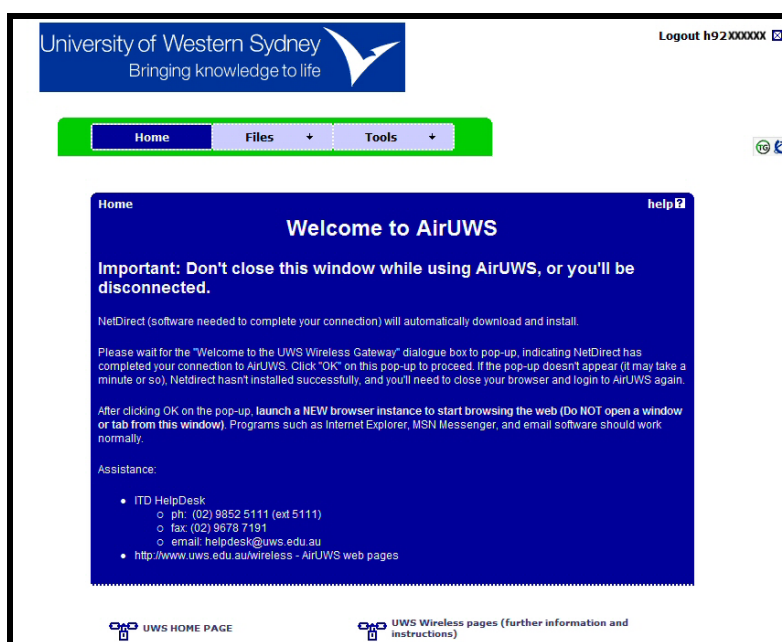 University of Western Sydney
Bringing knowledge to life
Logout h92XXXXXX
Home Files Tools
TG
Home help?
Welcome to AirUWS
Important: Don't close this window while using AirUWS, or you'll be
disconnected.
NetDirect (software needed to complete your connection) will automatically download and install.
Please wait for the "Welcome to the UWS Wireless Gateway" dialogue box to pop-up, indicating NetDirect has
completed your connection to AirUWS. Click "OK" on this pop-up to proceed. If the pop-up doesn't appear (it may take a
minute or so), Netdirect hasn't installed successfully, and you'll need to close your browser and login to AirUWS again.
After clicking OK on the pop-up, launch a NEW browser instance to start browsing the web (Do NOT open a window
or tab from this window). Programs such as Internet Explorer, MSN Messenger, and email software should work
normally.
Assistance:
• ITD HelpDesk
○ ph: (02) 9852 5111 (ext 5111)
○ fax: (02) 9678 7191
○ email: helpdesk@uws.edu.au
• http://www.uws.edu.au/wireless - AirUWS web pages
UWS HOME PAGE
UWS Wireless pages (further information and
instructions)